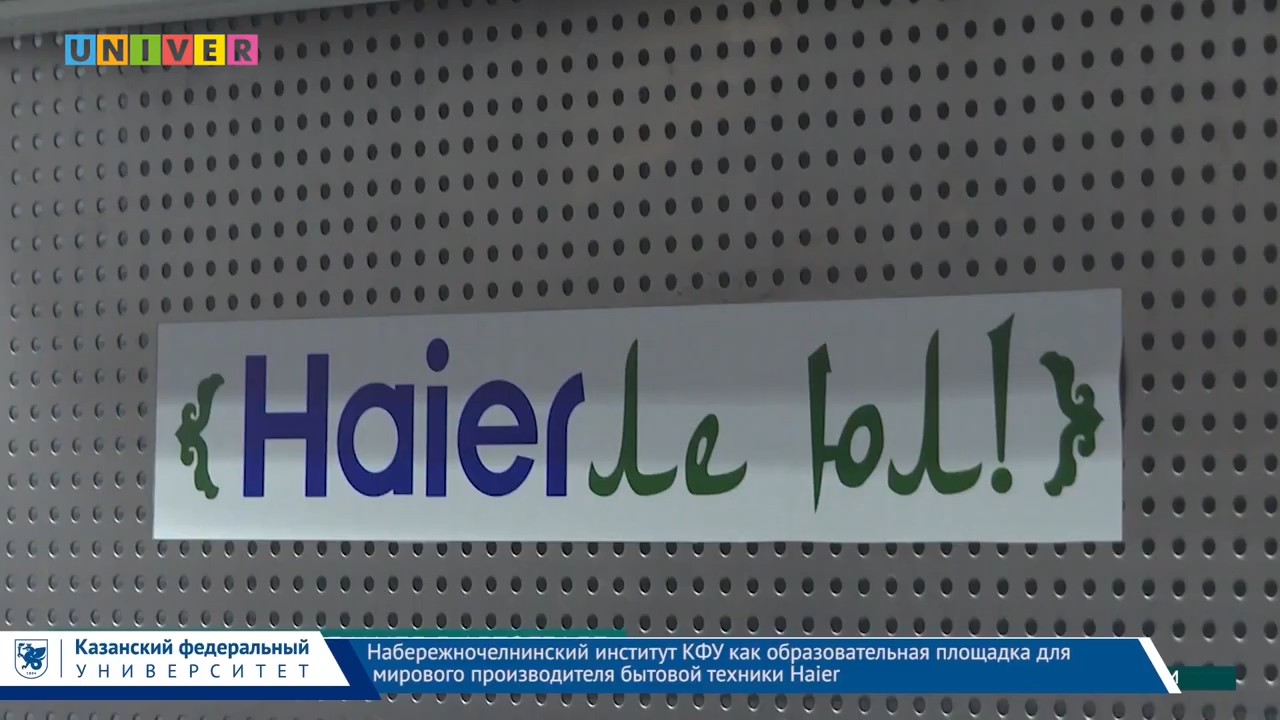 UNIVER
Haierле Юл!
Казанский федеральный
УНИВЕРСИТЕТ
Набережночелнинский институт КФУ как образовательная площадка для
мирового производителя бытовой техники Haier